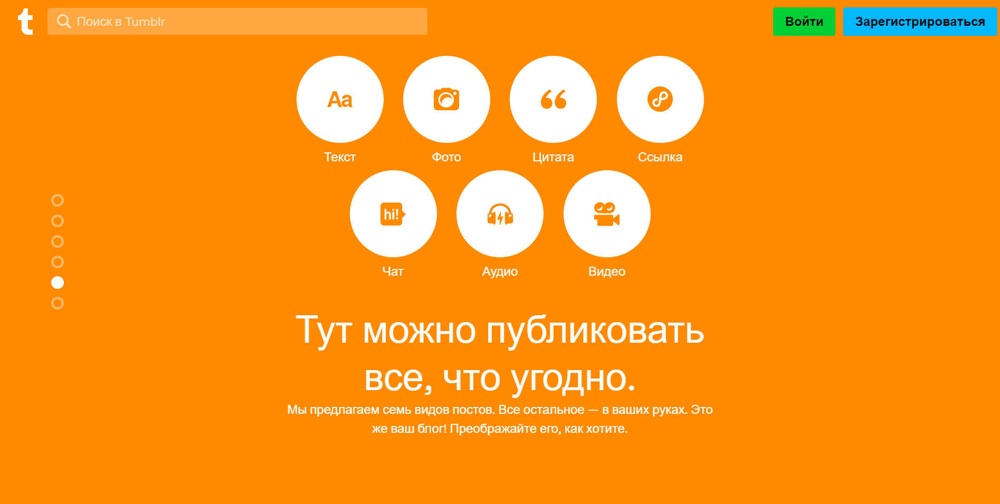 t
Поиск в Tumblr
Войти
Зарегистрироваться
Aa
Текст
Фото
Цитата
Ссылка
hi!
Чат
Аудио
Видео
Тут можно публиковать
все, что угодно.
Мы предлагаем семь видов постов. Все остальное — в ваших руках. Это
же ваш блог! Преображайте его, как хотите.